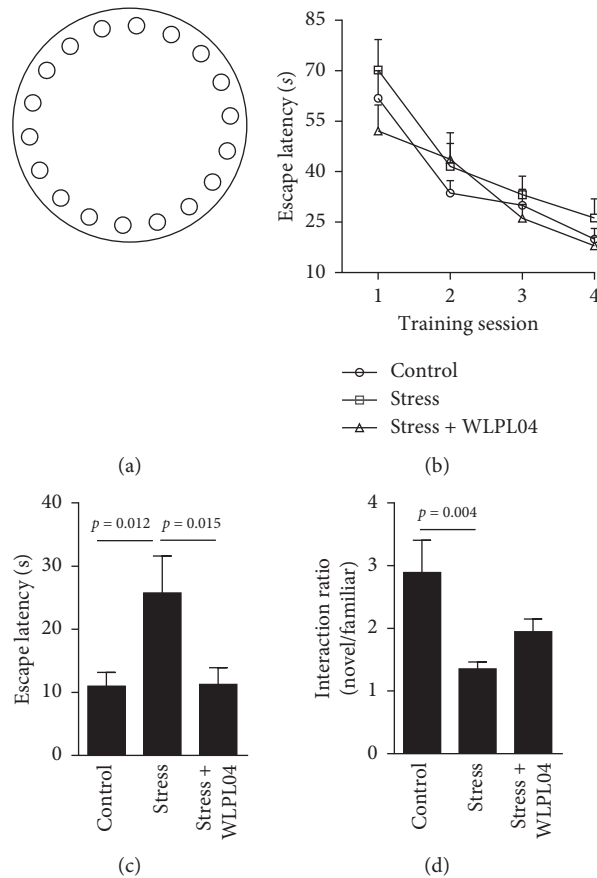 (a)
85
70
55
40
25
10
Escape latency (s)
1 2 3 4
Training session
Control
Stress
Stress + WLPL04
(b)
40
30
20
10
0
Escape latency (s)
p = 0.012
p = 0.015
Control
Stress
Stress +
WLPL04
(c)
4
3
2
1
0
Interaction ratio
(novel/familiar)
p = 0.004
Control
Stress
Stress +
WLPL04
(d)